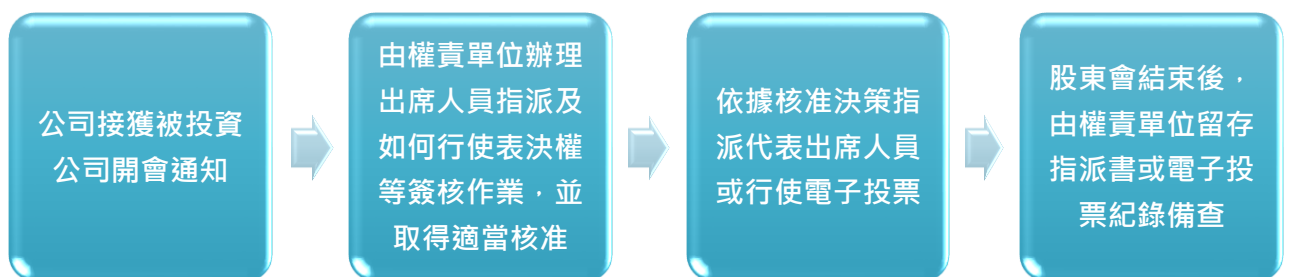 公司接獲被投資
公司開會通知
由權責單位辦理
出席人員指派及
如何行使表決權
等簽核作業，並
取得適當核准
依據核准決策指
派代表出席人員
或行使電子投票
股東會結束後，
由權責單位留存
指派書或電子投
票紀錄備查